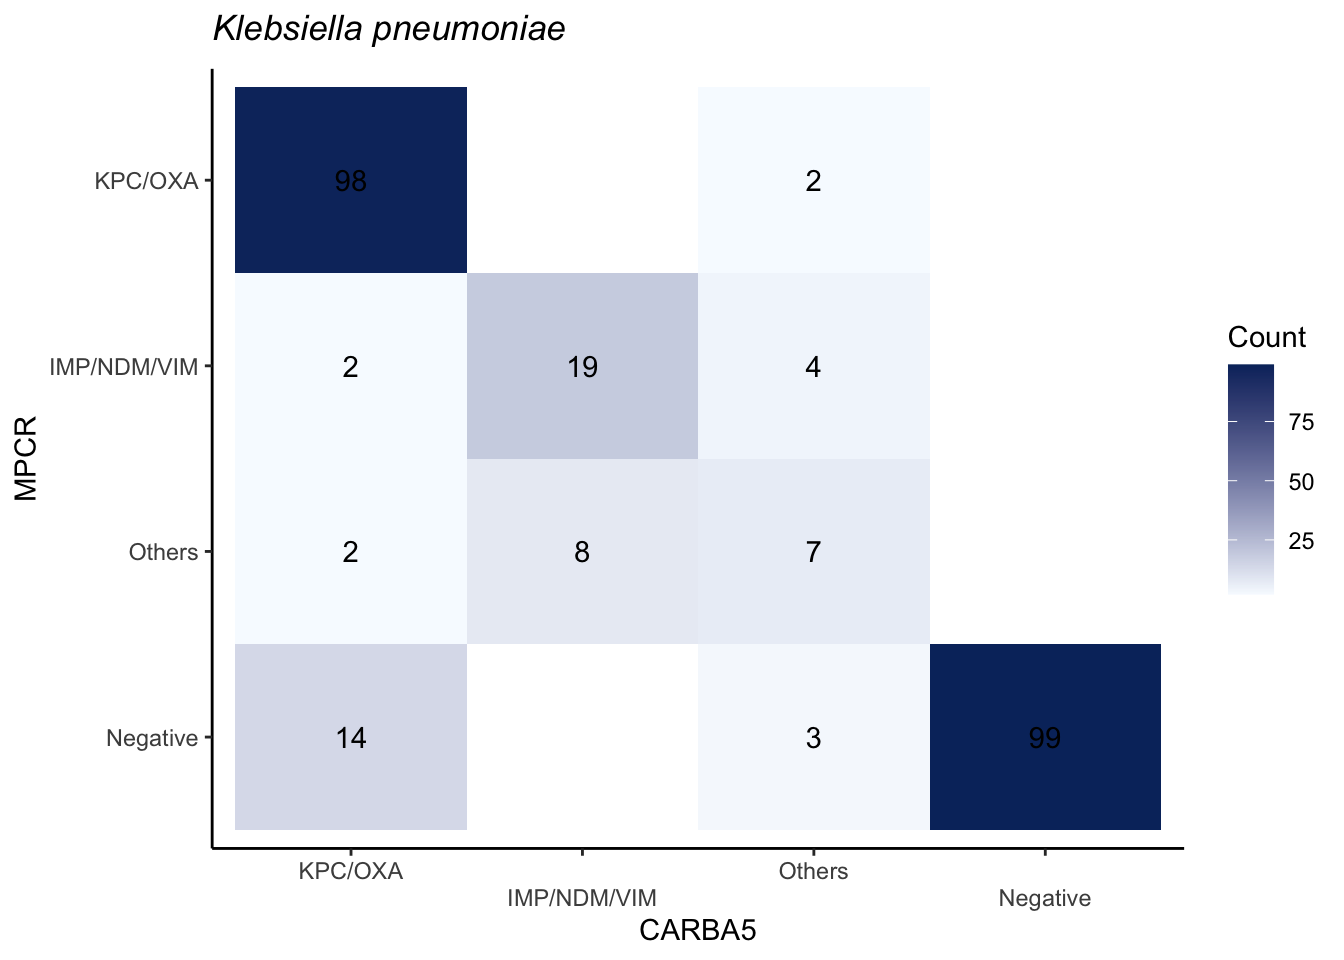 Klebsiella pneumoniae
MPCR
KPC/OXA
98
2
IMP/NDM/VIM
2
19
4
Others
2
8
7
Negative
14
3
99
KPC/OXA
IMP/NDM/VIM
Others
Negative
CARBA5
Count
75
50
25